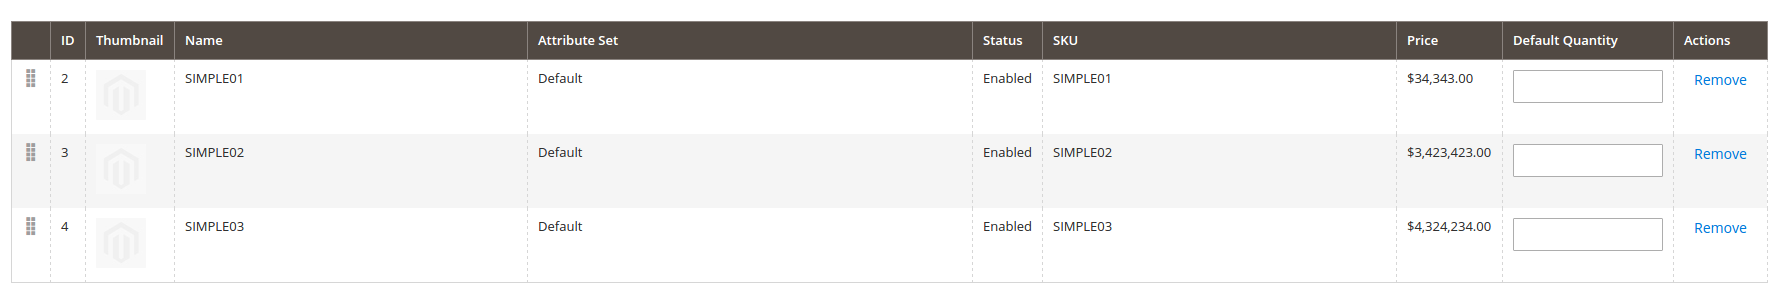 ID Thumbnail Name Attribute Set Status SKU Price Default Quantity Actions
2 SIMPLE01 Default Enabled SIMPLE01 $34,343.00 Remove
3 SIMPLE02 Default Enabled SIMPLE02 $3,423,423.00 Remove
4 SIMPLE03 Default Enabled SIMPLE03 $4,324,234.00 Remove